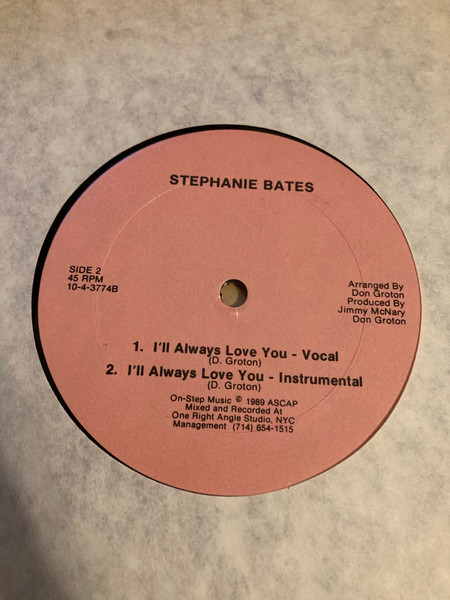 STEPHANIE BATES
SIDE 2
45 RPM
10-4-3774B
Arranged By
Don Groton
Produced By
Jimmy McNary
Don Groton
1. I'll Always Love You - Vocal
(D. Groton)
2. I'll Always Love You - Instrumental
(D. Groton)
On-Step Music © 1989 ASCAP
Mixed and Recorded At
One Right Angle Studio, NYC
Management (714) 654-1515